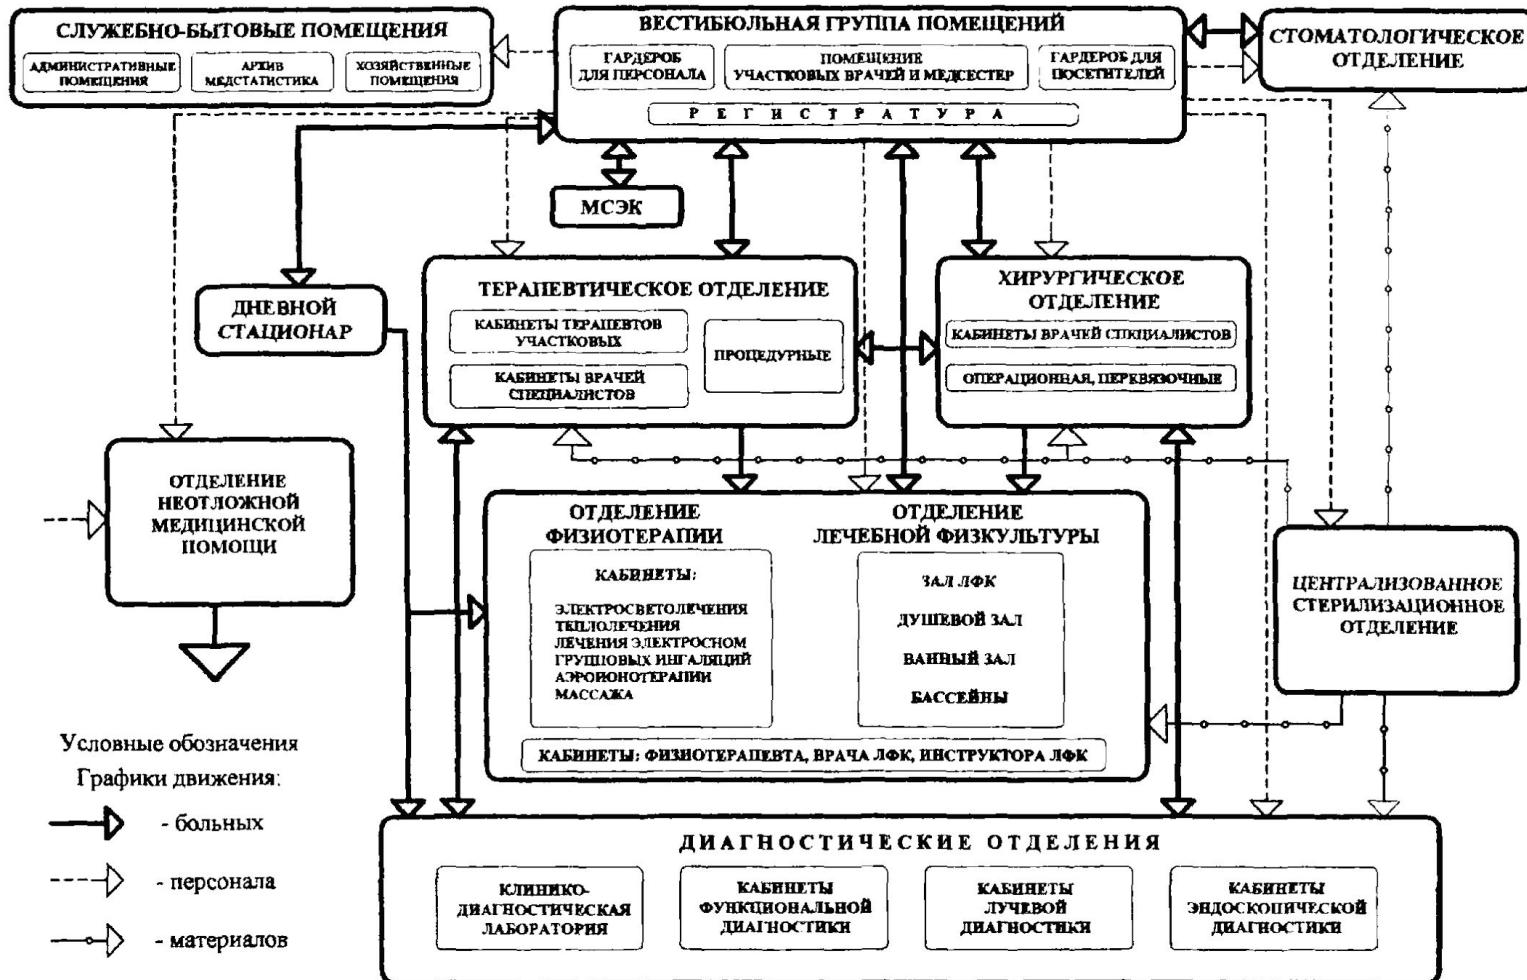 СЛУЖЕБНО-БЫТОВЫЕ ПОМЕЩЕНИЯ
АДМИНИСТРАТИВНЫЕ
ПОМЕЩЕНИЯ
АРХИВ
МЕДСТАТИСТИКА
ХОЗЯЙСТВЕННЫЕ
ПОМЕЩЕНИЯ
ВЕСТИБЮЛЬНАЯ ГРУППА ПОМЕЩЕНИЙ
ГАРДЕРОБ
ДЛЯ ПЕРСОНАЛА
ПОМЕЩЕНИЕ
УЧАСТКОВЫХ ВРАЧЕЙ И МЕДСЕСТЕР
ГАРДЕРОБ ДЛЯ
ПОСЕТИТЕЛЕЙ
РЕГИСТРАТУРА
СТОМАТОЛОГИЧЕСКОЕ
ОТДЕЛЕНИЕ
МСЭК
ДНЕВНОЙ
СТАЦИОНАР
ТЕРАПЕВТИЧЕСКОЕ ОТДЕЛЕНИЕ
КАБИНЕТЫ ТЕРАПЕВТОВ
УЧАСТКОВЫХ
КАБИНЕТЫ ВРАЧЕЙ
СПЕЦИАЛИСТОВ
ПРОЦЕДУРНЫЕ
ХИРУРГИЧЕСКОЕ
ОТДЕЛЕНИЕ
КАБИНЕТЫ ВРАЧЕЙ СПЕЦИАЛИСТОВ
ОПЕРАЦИОННАЯ, ПЕРЕВЯЗОЧНЫЕ
ОТДЕЛЕНИЕ
НЕОТЛОЖНОЙ
МЕДИЦИНСКОЙ
ПОМОЩИ
ОТДЕЛЕНИЕ
ФИЗИОТЕРАПИИ
КАБИНЕТЫ:
ЭЛЕКТРОСВЕТОЛЕЧЕНИЯ
ТЕПЛОЛЕЧЕНИЯ
ЛЕЧЕНИЯ ЭЛЕКТРОСНОМ
ГРУППОВЫХ ИНГАЛЯЦИЙ
АЭРОИОНОТЕРАПИИ
МАССАЖА
ОТДЕЛЕНИЕ
ЛЕЧЕБНОЙ ФИЗКУЛЬТУРЫ
ЗАЛ ЛФК
ДУШЕВОЙ ЗАЛ
ВАННЫЙ ЗАЛ
БАССЕЙНЫ
КАБИНЕТЫ: ФИЗИОТЕРАПЕВТА, ВРАЧА ЛФК, ИНСТРУКТОРА ЛФК
ЦЕНТРАЛИЗОВАННОЕ
СТЕРИЛИЗАЦИОННОЕ
ОТДЕЛЕНИЕ
Условные обозначения
Графики движения:
- больных
- персонала
- материалов
ДИАГНОСТИЧЕСКИЕ ОТДЕЛЕНИЯ
КЛИНИКО-
ДИАГНОСТИЧЕСКАЯ
ЛАБОРАТОРИЯ
КАБИНЕТЫ
ФУНКЦИОНАЛЬНОЙ
ДИАГНОСТИКИ
КАБИНЕТЫ
ЛУЧЕВОЙ
ДИАГНОСТИКИ
КАБИНЕТЫ
ЭНДОСКОПИЧЕСКОЙ
ДИАГНОСТИКИ